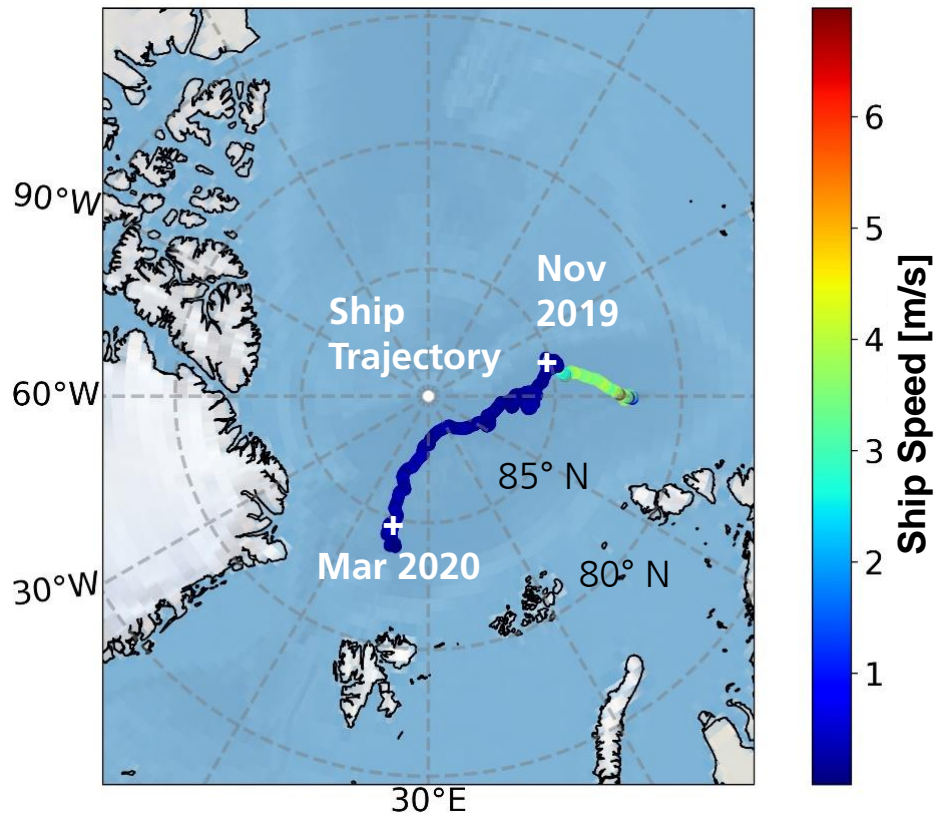 90°W
60°W
30°W
30°E
Nov
2019
Ship
Trajectory
85° N
80° N
Mar 2020
6
5
4
3
2
1
Ship Speed [m/s]